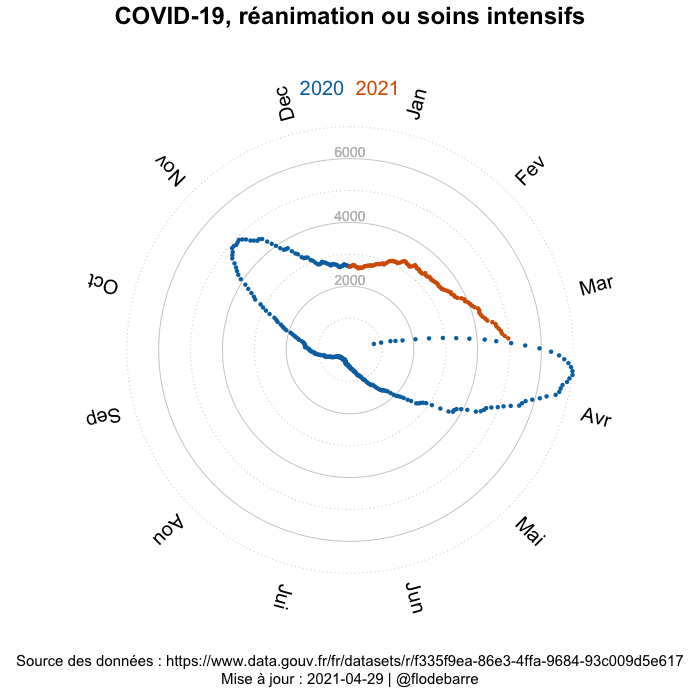 COVID-19, réanimation ou soins intensifs
2020 2021
Dec
Jan
Nov
Fev
6000
4000
2000
Oct
Mar
Sep
Avr
Aou
Mai
Jui
Jun
Source des données : https://www.data.gouv.fr/fr/datasets/r/f335f9ea-86e3-4ffa-9684-93c009d5e617
Mise à jour : 2021-04-29 | @flodebarre